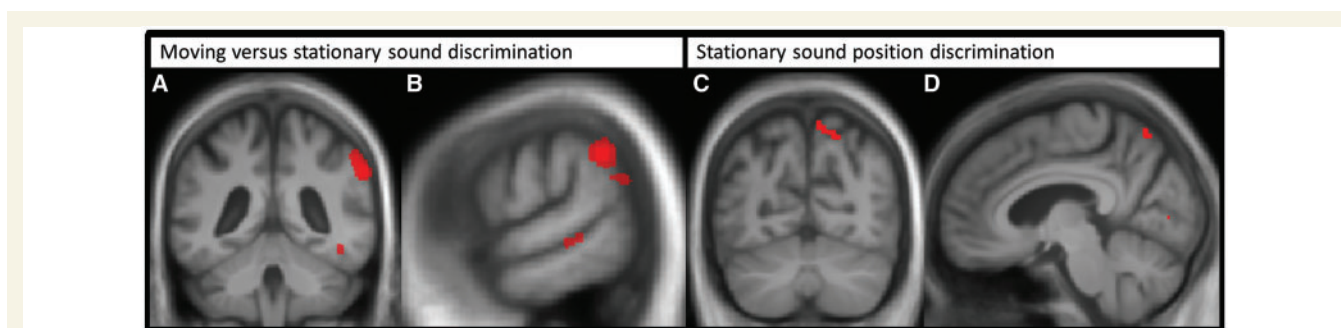 Moving versus stationary sound discrimination
Stationary sound position discrimination
A
B
C
D